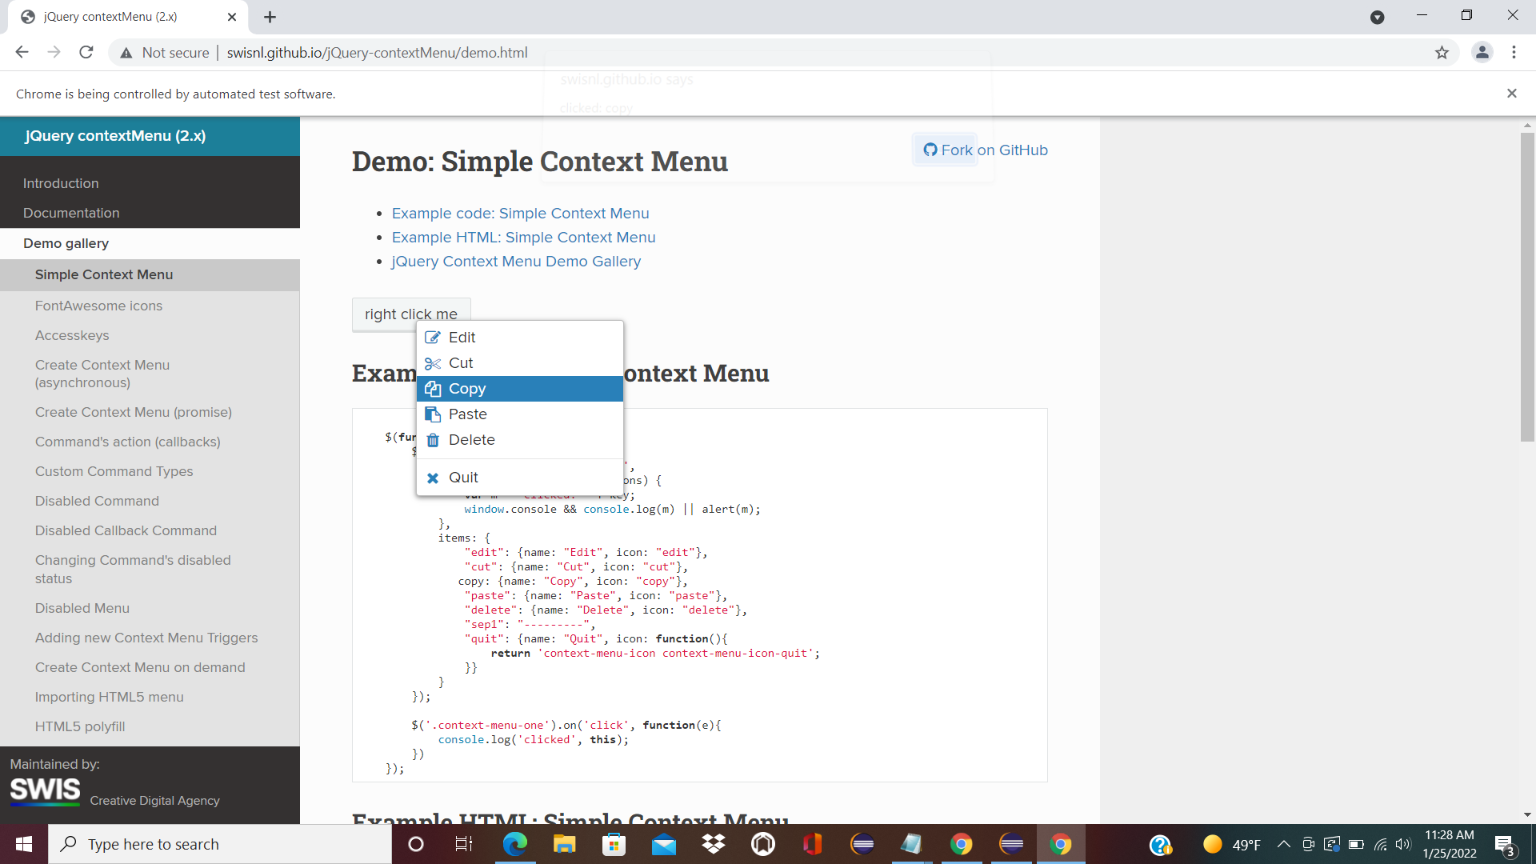 jQuery contextMenu (2.x)
Not secure | swisnl.github.io/jQuery-contextMenu/demo.html
swisnl.github.io says
Chrome is being controlled by automated test software.
clicked: copy
jQuery contextMenu (2.x)
Introduction
Documentation
Demo gallery
Simple Context Menu
FontAwesome icons
Accesskeys
Create Context Menu
(asynchronous)
Create Context Menu (promise)
Command's action (callbacks)
Custom Command Types
Disabled Command
Disabled Callback Command
Changing Command's disabled
status
Disabled Menu
Adding new Context Menu Triggers
Create Context Menu on demand
Importing HTML5 menu
HTML5 polyfill
Maintained by:
SWIS Creative Digital Agency
Demo: Simple Context Menu
Fork on GitHub
Example code: Simple Context Menu
Example HTML: Simple Context Menu
jQuery Context Menu Demo Gallery
right click me
Edit
Cut
Copy
Paste
Delete
Quit
Exam
ontext Menu
$(fun
$
',
ons) {
key;
window.console && console.log(m) || alert(m);
},
items: {
"edit": {name: "Edit", icon: "edit"},
"cut": {name: "Cut", icon: "cut"},
copy: {name: "Copy", icon: "copy"},
"paste": {name: "Paste", icon: "paste"},
"delete": {name: "Delete", icon: "delete"},
"sep1": "---------",
"quit": {name: "Quit", icon: function(){
return 'context-menu-icon context-menu-icon-quit';
}}
}
});
$('.context-menu-one').on('click', function(e){
console.log('clicked', this);
})
});
Example HTML: Simple Context Menu
Type here to search
49°F
11:28 AM
1/25/2022
3